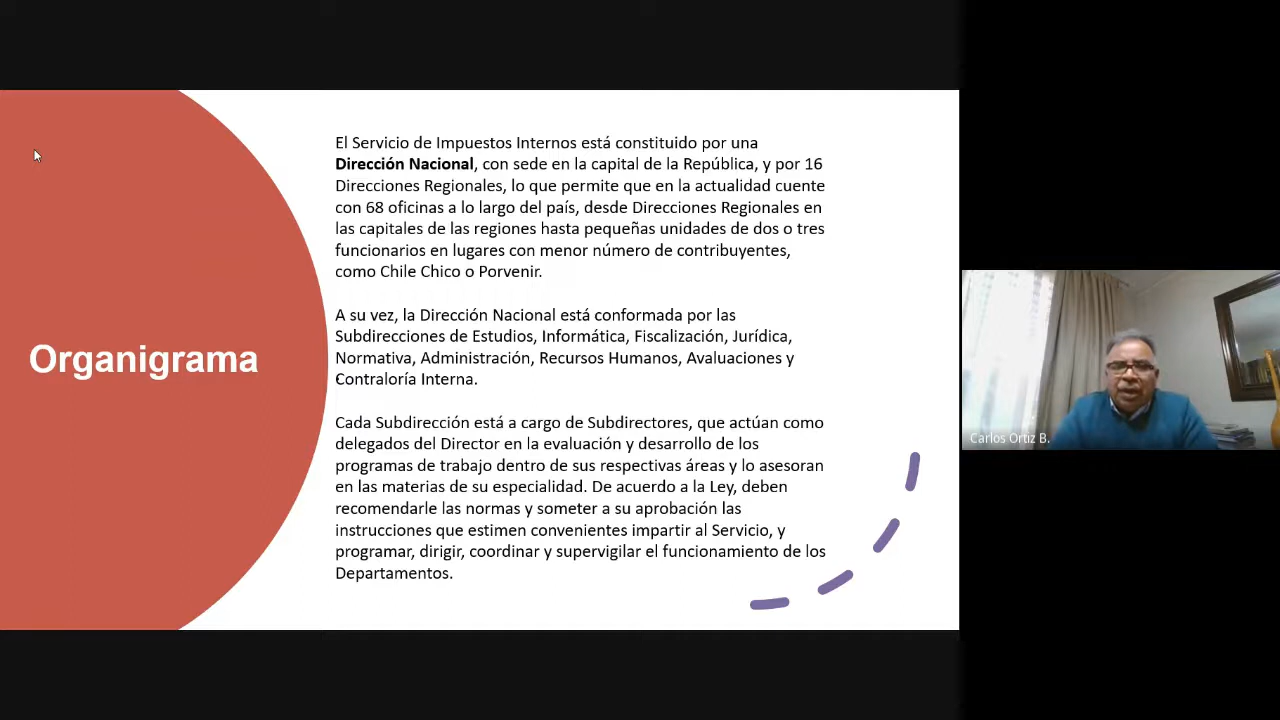 Organigrama
El Servicio de Impuestos Internos está constituido por una
Dirección Nacional, con sede en la capital de la República, y por 16
Direcciones Regionales, lo que permite que en la actualidad cuente
con 68 oficinas a lo largo del país, desde Direcciones Regionales en
las capitales de las regiones hasta pequeñas unidades de dos o tres
funcionarios en lugares con menor número de contribuyentes,
como Chile Chico o Porvenir.
A su vez, la Dirección Nacional está conformada por las
Subdirecciones de Estudios, Informática, Fiscalización, Jurídica,
Normativa, Administración, Recursos Humanos, Avaluaciones y
Contraloría Interna.
Cada Subdirección está a cargo de Subdirectores, que actúan como
delegados del Director en la evaluación y desarrollo de los
programas de trabajo dentro de sus respectivas áreas y lo asesoran
en las materias de su especialidad. De acuerdo a la Ley, deben
recomendarle las normas y someter a su aprobación las
instrucciones que estimen convenientes impartir al Servicio, y
programar, dirigir, coordinar y supervigilar el funcionamiento de los
Departamentos.
Carlos Ortiz B.